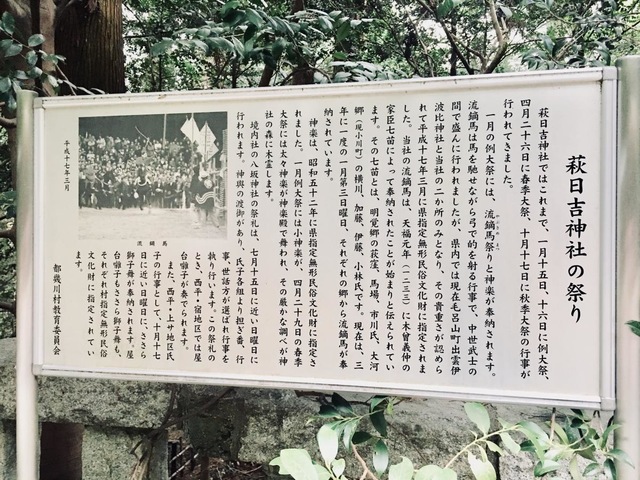 萩日吉神社の祭り
萩日吉神社ではこれまで、一月十五日、十六日に例大祭、
四月二十六日に春季大祭、十月十七日に秋季大祭の行事が
行われてきました。
一月の例大祭には、流鏑馬祭りと神楽が奉納されます。
流鏑馬は馬を馳せながら弓で的を射る行事で、中世武士の
間で盛んに行われましたが、県内では現在毛呂山町出雲伊
波比神社と当社の二か所のみとなり、その貴重さが認めら
れて平成十七年三月に県指定無形民俗文化財に指定されま
した。当社の流鏑馬は、天福元年(一二三三)に木曽義仲の
家臣七苗によって奉納されたことが始まりと伝えられてい
ます。その七苗とは、明覚郷の荻窪、馬場、市川氏、大河
郷(現小川町)の横川、加藤、伊藤、小林氏です。現在は、三
年に一度の一月第三日曜日、それぞれの郷から流鏑馬が奉
納されています。
神楽は、昭和五十二年に県指定無形民俗文化財に指定さ
れました。一月例大祭には小神楽が、四月二十九日の春季
大祭には太々神楽が神楽殿で舞われ、その厳かな調べが神
社の森に木霊します。
境内社の八坂神社の祭礼は、七月十五日に近い日曜日に
行われます。神輿の渡御があり、氏子各組より担ぎ番、行
事、世話方が選ばれ行事を
執り行います。この祭礼の
とき、西平・宿地区では屋
台囃子が奏でられます。
また、西平・上サ地区氏
子の行事として、十月十七
日に近い日曜日に、ささら
獅子舞が奉納されます。屋
台囃子もささら獅子舞も、
それぞれ村指定無形民俗
文化財に指定されてい
ます。
流鏑馬
平成十七年三月
都幾川村教育委員会